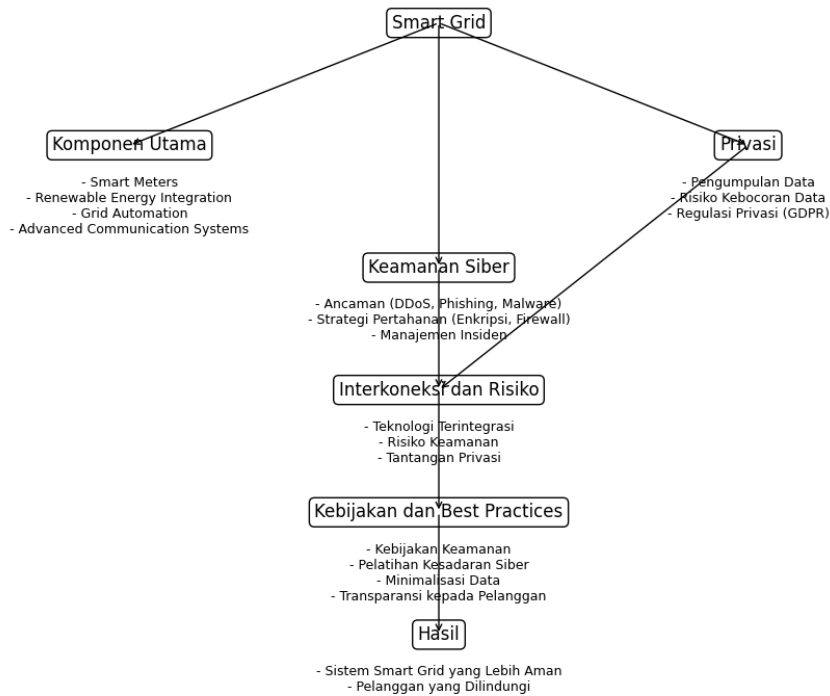 Smart Grid
Komponen Utama
- Smart Meters
- Renewable Energy Integration
- Grid Automation
- Advanced Communication Systems
Privasi
- Pengumpulan Data
- Risiko Kebocoran Data
- Regulasi Privasi (GDPR)
Keamanan Siber
- Ancaman (DDoS, Phishing, Malware)
- Strategi Pertahanan (Enkripsi, Firewall)
- Manajemen Insiden
Interkoneksi dan Risiko
- Teknologi Terintegrasi
- Risiko Keamanan
- Tantangan Privasi
Kebijakan dan Best Practices
- Kebijakan Keamanan
- Pelatihan Kesadaran Siber
- Minimalisasi Data
- Transparansi kepada Pelanggan
Hasil
- Sistem Smart Grid yang Lebih Aman
- Pelanggan yang Dilindungi